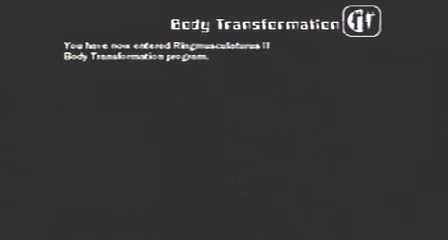 Body Transformation
You have now entered Ringmusculaturus II
Body Transformation program.